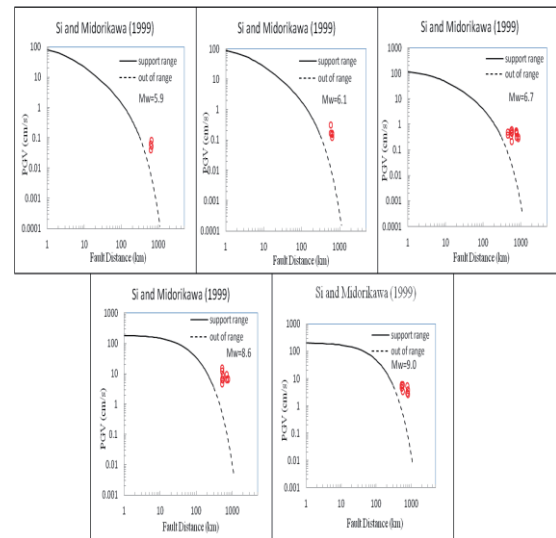 Si and Midorikawa (1999)
100
10
1
0.1
0.01
0.001
0.0001
PGV (cm/s)
support range
out of range
Mw=5.9
1 10 100 1000
Fault Distance (km)
Si and Midorikawa (1999)
100
10
1
0.1
0.01
0.001
0.0001
PGV (cm/s)
support range
out of range
Mw=6.1
1 10 100 1000
Fault Distance (km)
Si and Midorikawa (1999)
1000
100
10
1
0.1
0.01
0.001
0.0001
PGV (cm/s)
support range
out of range
Mw=6.7
1 10 100 1000
Fault Distance (km)
Si and Midorikawa (1999)
1000
100
10
1
0.1
0.01
0.001
PGV (cm/s)
support range
out of range
Mw=8.6
1 10 100 1000
Fault Distance (km)
Si and Midorikawa (1999)
1000
100
10
1
0.1
0.01
0.001
PGV (cm/s)
support range
out of range
Mw=9.0
1 10 100 1000
Fault Distance (km)